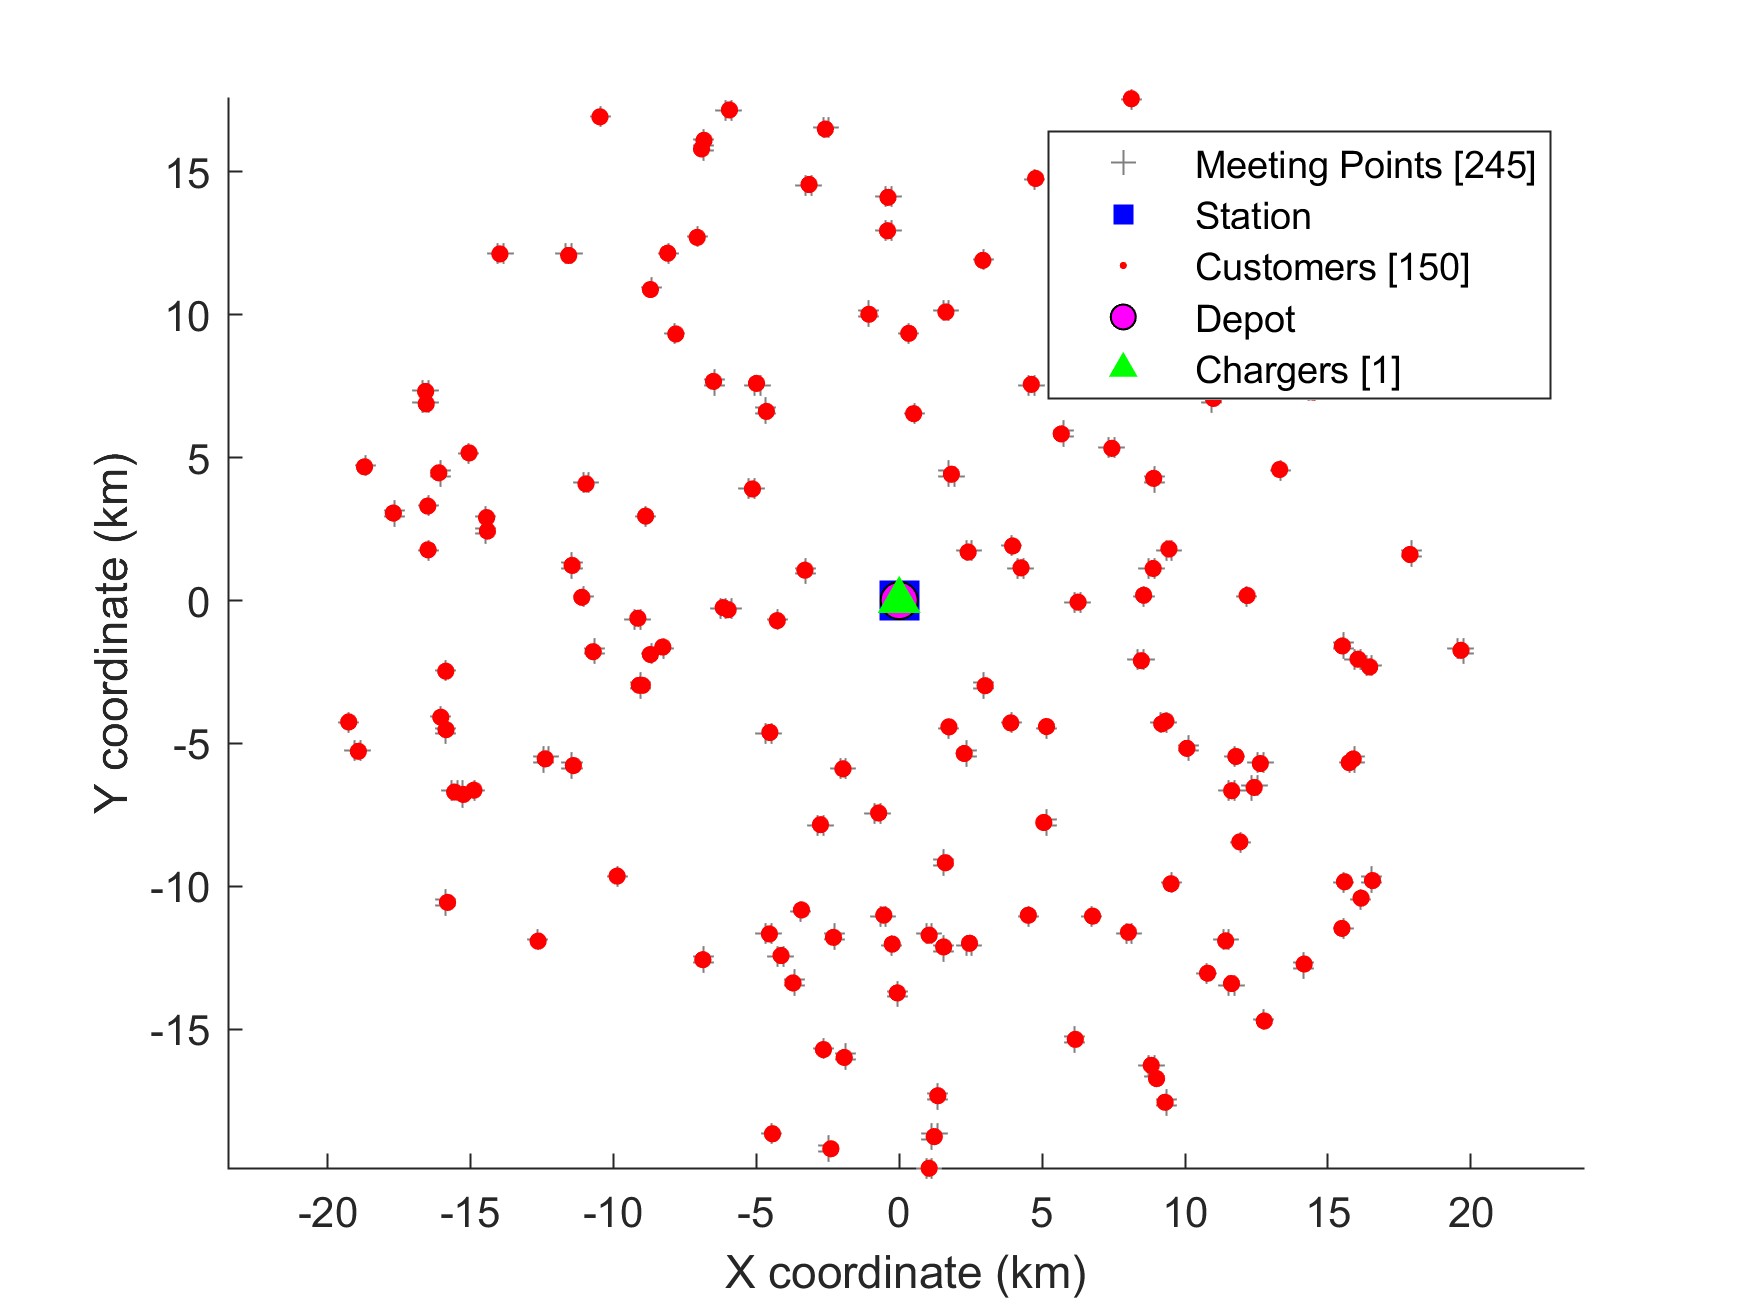 15
10
5
0
-5
-10
-15
Y coordinate (km)
Meeting Points [245]
Station
Customers [150]
Depot
Chargers [1]
-20 -15 -10 -5 0 5 10 15 20
X coordinate (km)